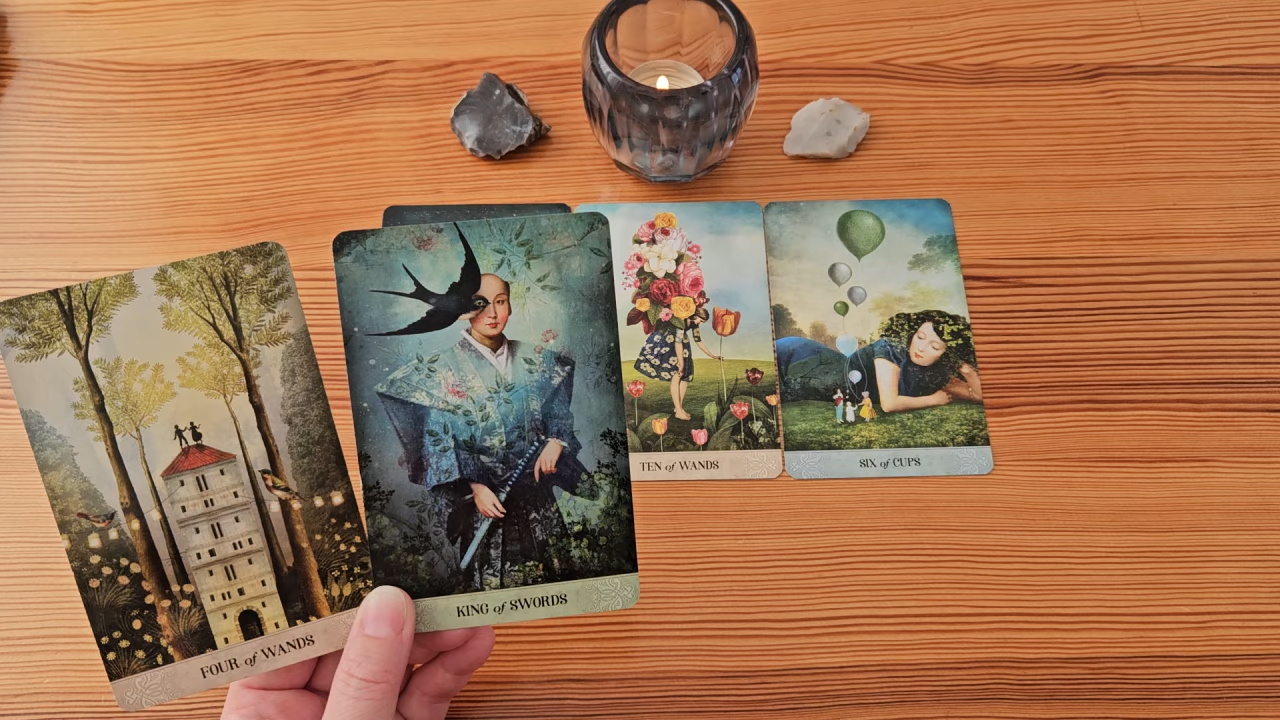 FOUR of WANDS
KING of SWORDS
TEN of WANDS
SIX of CUPS